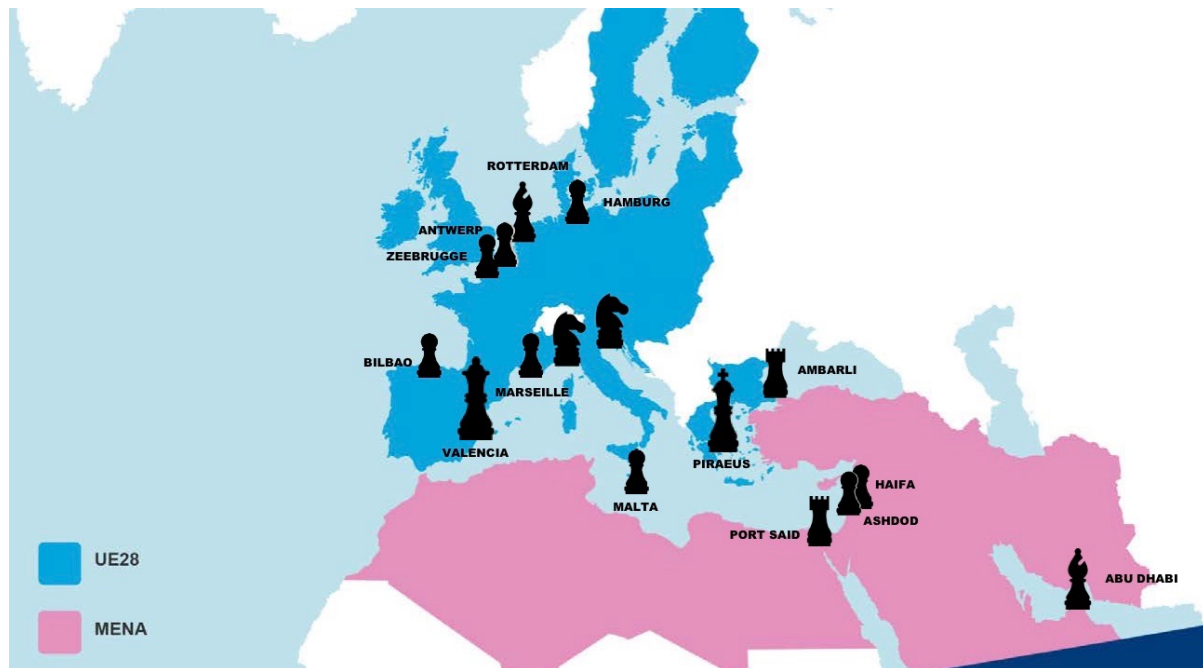 ROTTERDAM
HAMBURG
ANTWERP
ZEEBRUGGE
BILBAO
MARSEILLE
AMBARLI
VALENCIA
PIRAEUS
HAIFA
MALTA
ASHDOD
PORT SAID
ABU DHABI
UE28
MENA